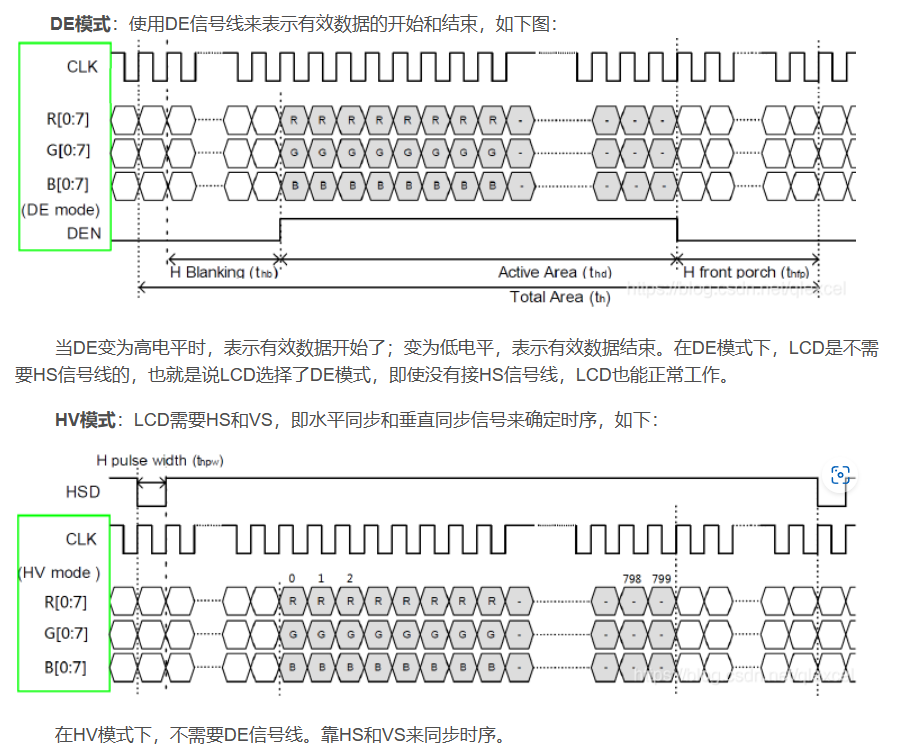 DE模式：使用DE信号线来表示有效数据的开始和结束，如下图：
CLK
R[0:7] R R R R R R R R - - - -
G[0:7] G G G G G G G G - - - -
B[0:7] B B B B B B B B - - - -
(DE mode)
DEN
H Blanking (thb) Active Area (thd) H front porch (thfp)
https://blog.csdn.net/qlexcel
Total Area (th)
当DE变为高电平时，表示有效数据开始了；变为低电平，表示有效数据结束。在DE模式下，LCD是不需
要HS信号线的，也就是说LCD选择了DE模式，即使没有接HS信号线，LCD也能正常工作。
HV模式：LCD需要HS和VS，即水平同步和垂直同步信号来确定时序，如下：
H pulse width (thpw)
HSD
CLK
(HV mode ) 0 1 2 798 799
R[0:7] R R R R R R R R - - - -
G[0:7] G G G G G G G G - - - -
B[0:7] B B B B B B B B - - - -
https://blog.csdn.net/qlexcel
在HV模式下，不需要DE信号线。靠HS和VS来同步时序。